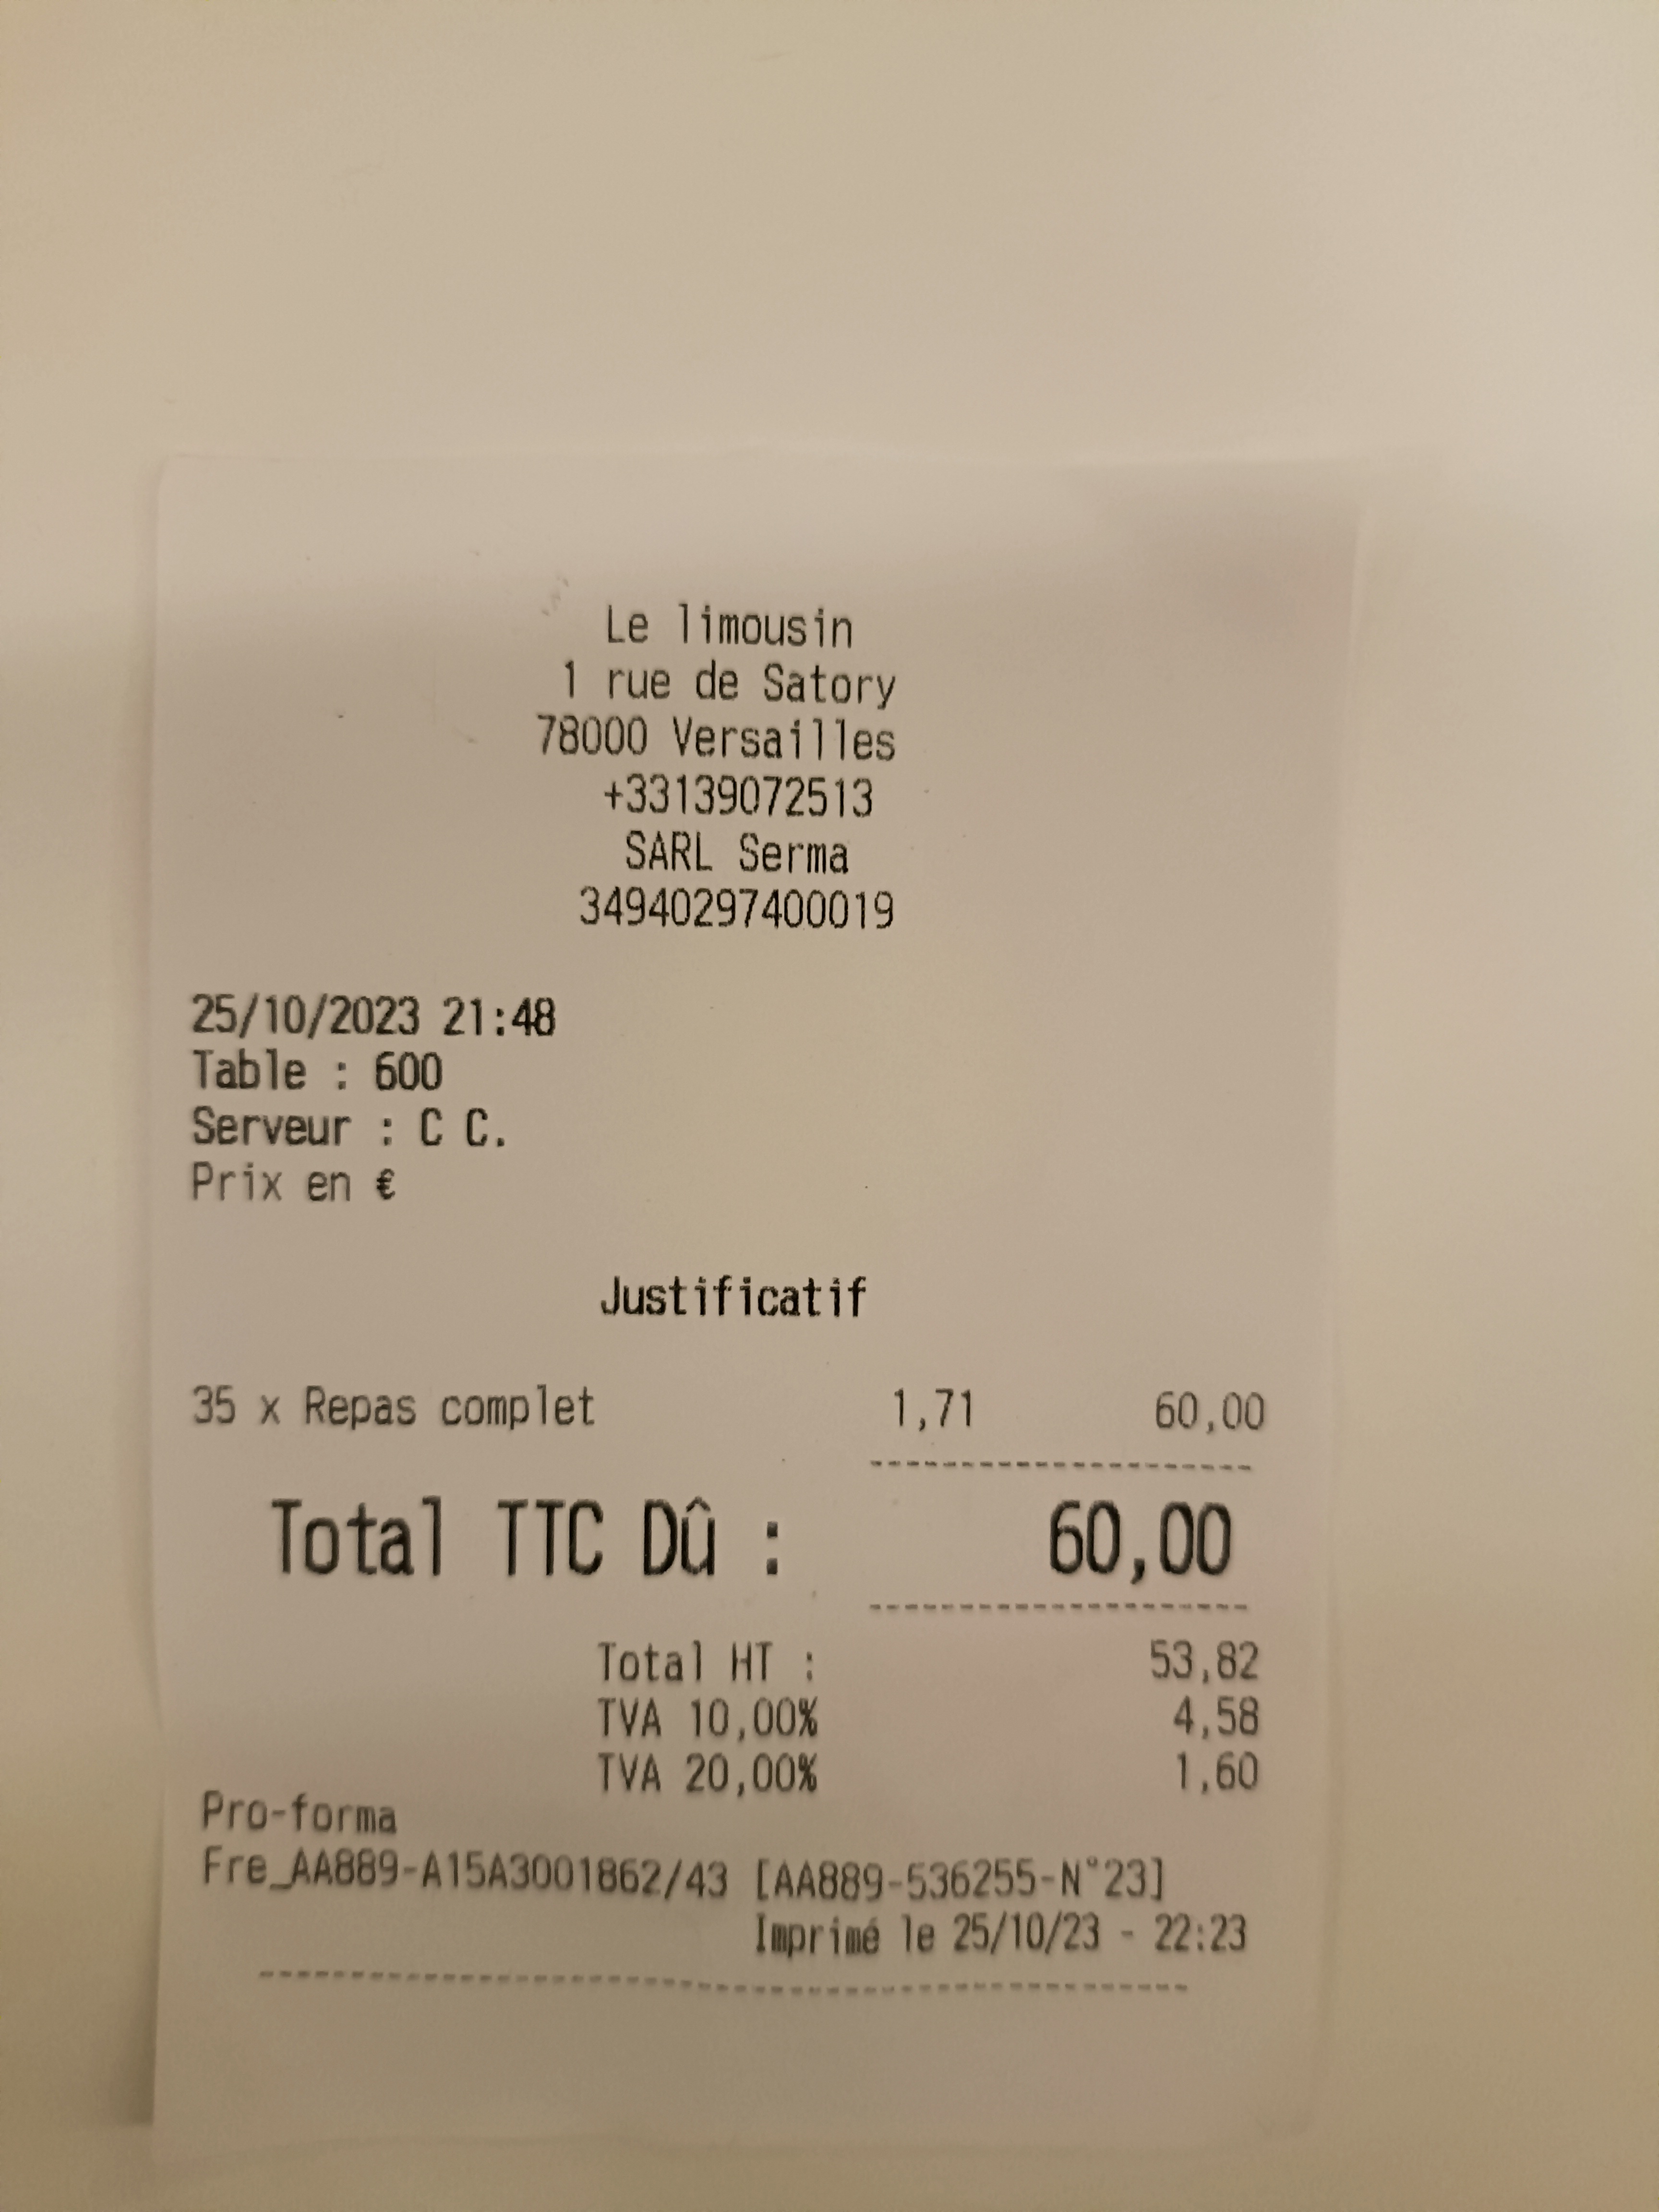 Le limousin
1 rue de Satory
78000 Versailles
+33139072513
SARL Serma
34940297400019
25/10/2023 21:48
Table : 600
Serveur : C C.
Prix en €
Justificatif
35 x Repas complet 1,71 60,00
Total TTC Dû : 60,00
Total HT : 53,82
TVA 10,00% 4,58
TVA 20,00% 1,60
Pro-forma
Fre_AA889-A15A3001862/43 [AA889-536255-N°23]
Imprimé le 25/10/23 - 22:23